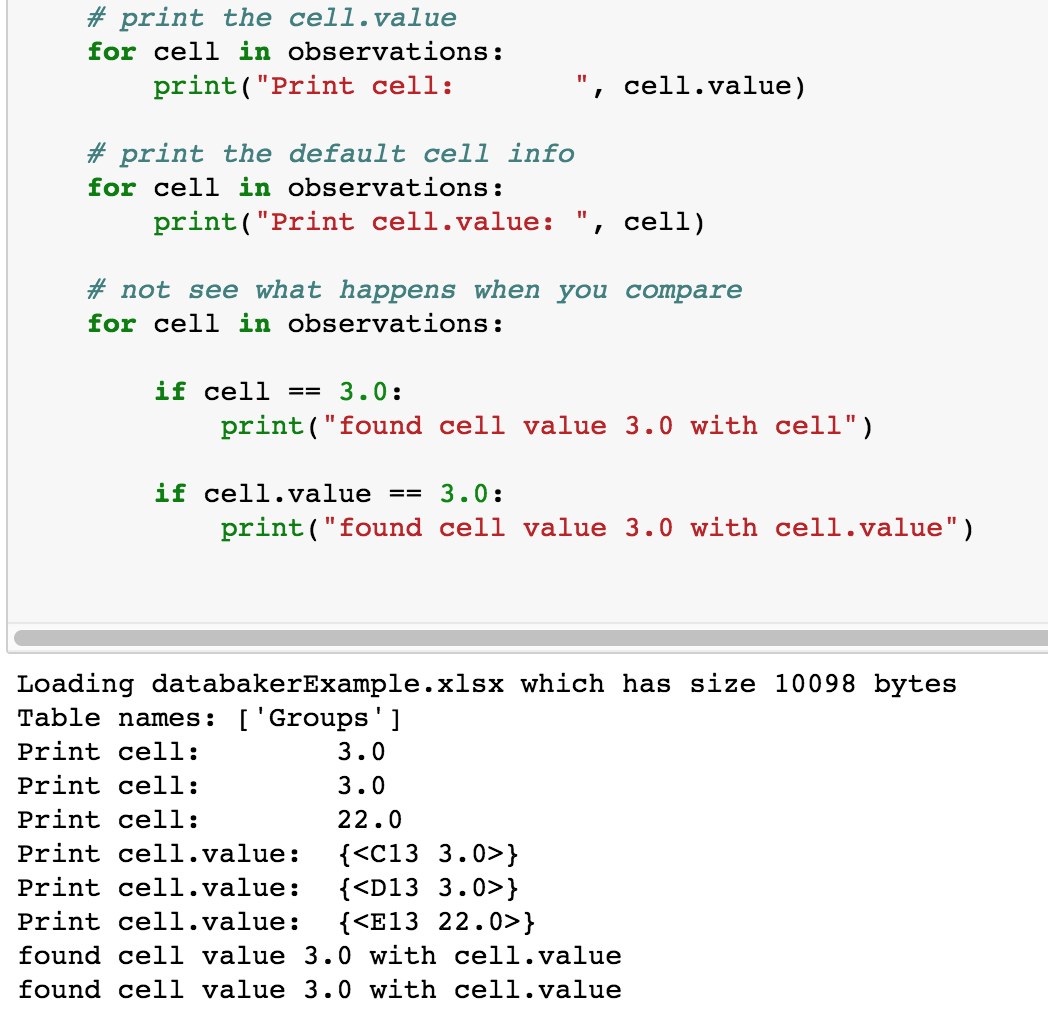 # print the cell.value
for cell in observations:
    print("Print cell:       ", cell.value)
# print the default cell info
for cell in observations:
    print("Print cell.value: ", cell)
# not see what happens when you compare
for cell in observations:
    if cell == 3.0:
        print("found cell value 3.0 with cell")
    if cell.value == 3.0:
        print("found cell value 3.0 with cell.value")
Loading databakerExample.xlsx which has size 10098 bytes
Table names: ['Groups']
Print cell:        3.0
Print cell:        3.0
Print cell:        22.0
Print cell.value:  {<C13 3.0>}
Print cell.value:  {<D13 3.0>}
Print cell.value:  {<E13 22.0>}
found cell value 3.0 with cell.value
found cell value 3.0 with cell.value